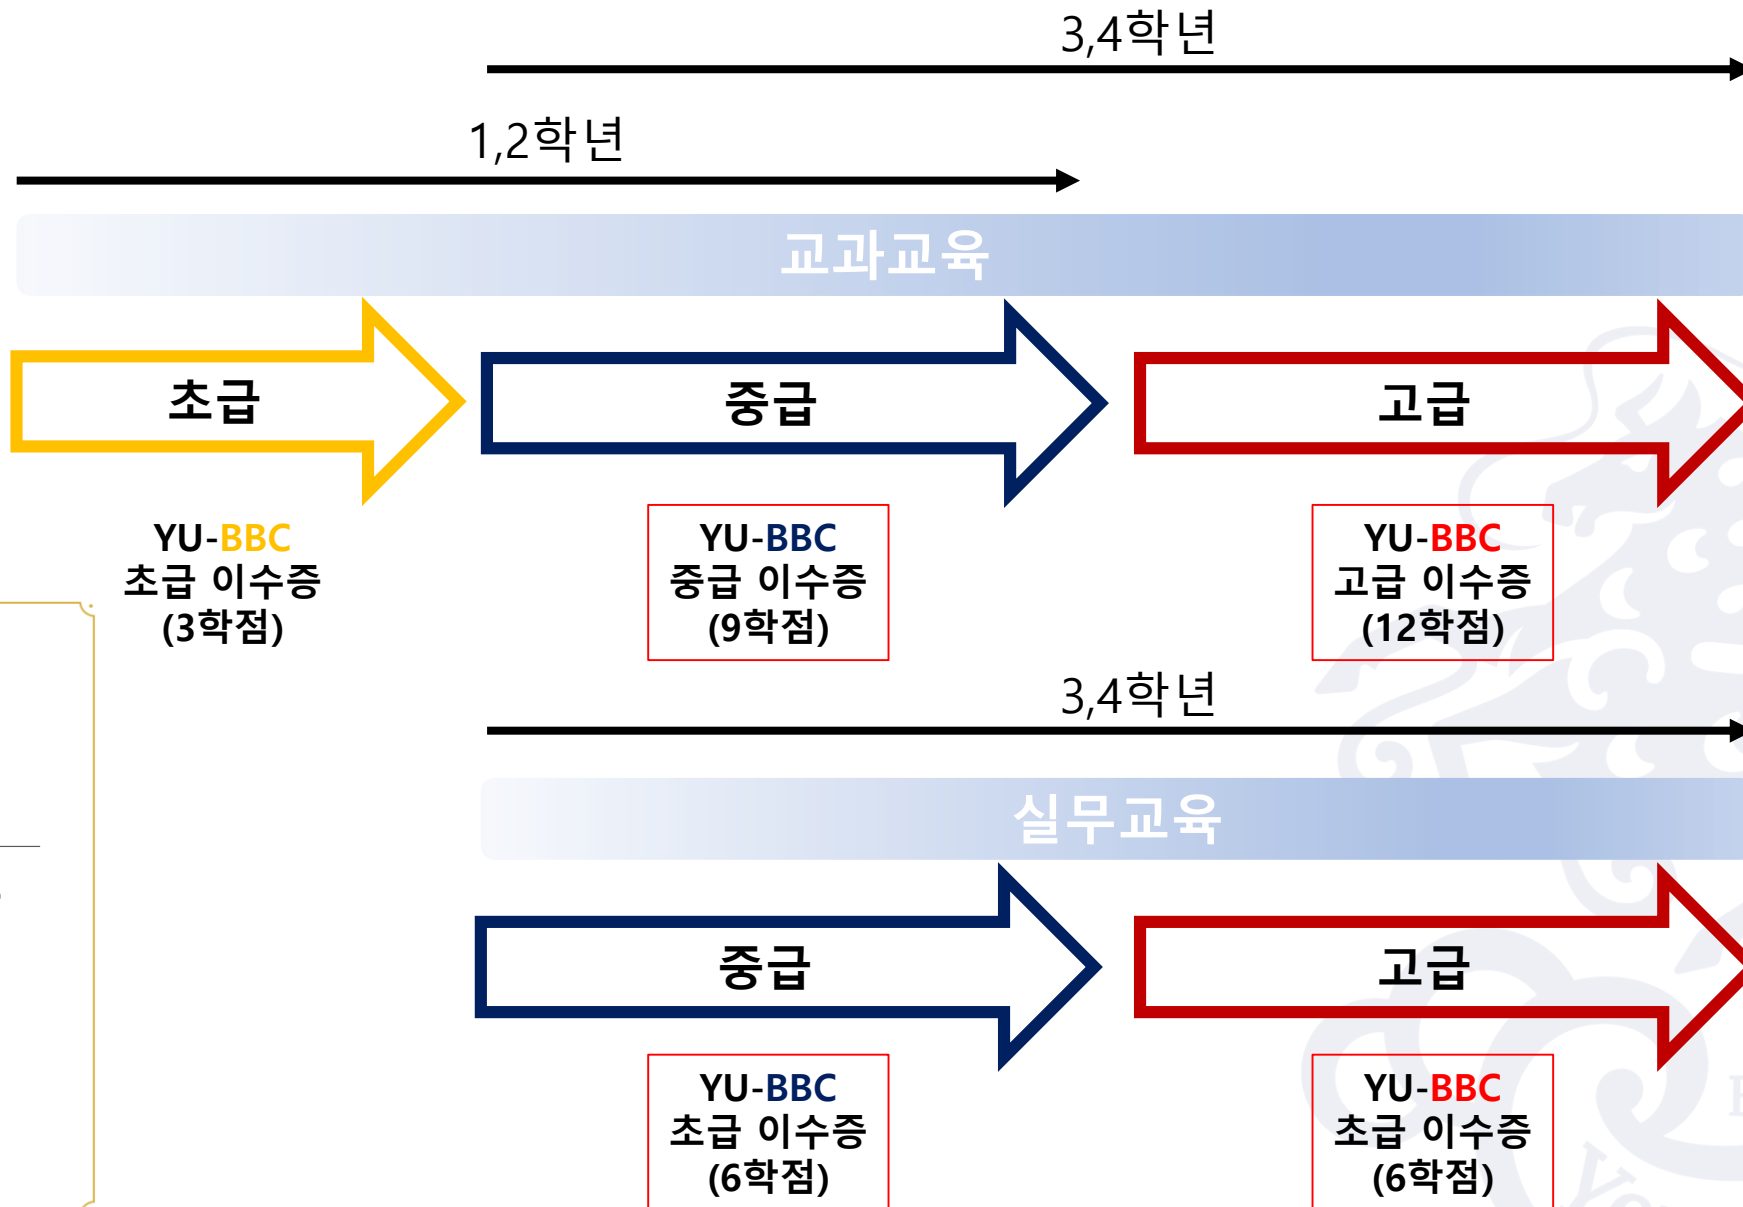 3,4학년
1,2학년
교과교육
초급
중급
고급
YU-BBC
초급 이수증
(3학점)
YU-BBC
중급 이수증
(9학점)
YU-BBC
고급 이수증
(12학점)
3,4학년
실무교육
중급
고급
YU-BBC
초급 이수증
(6학점)
YU-BBC
초급 이수증
(6학점)